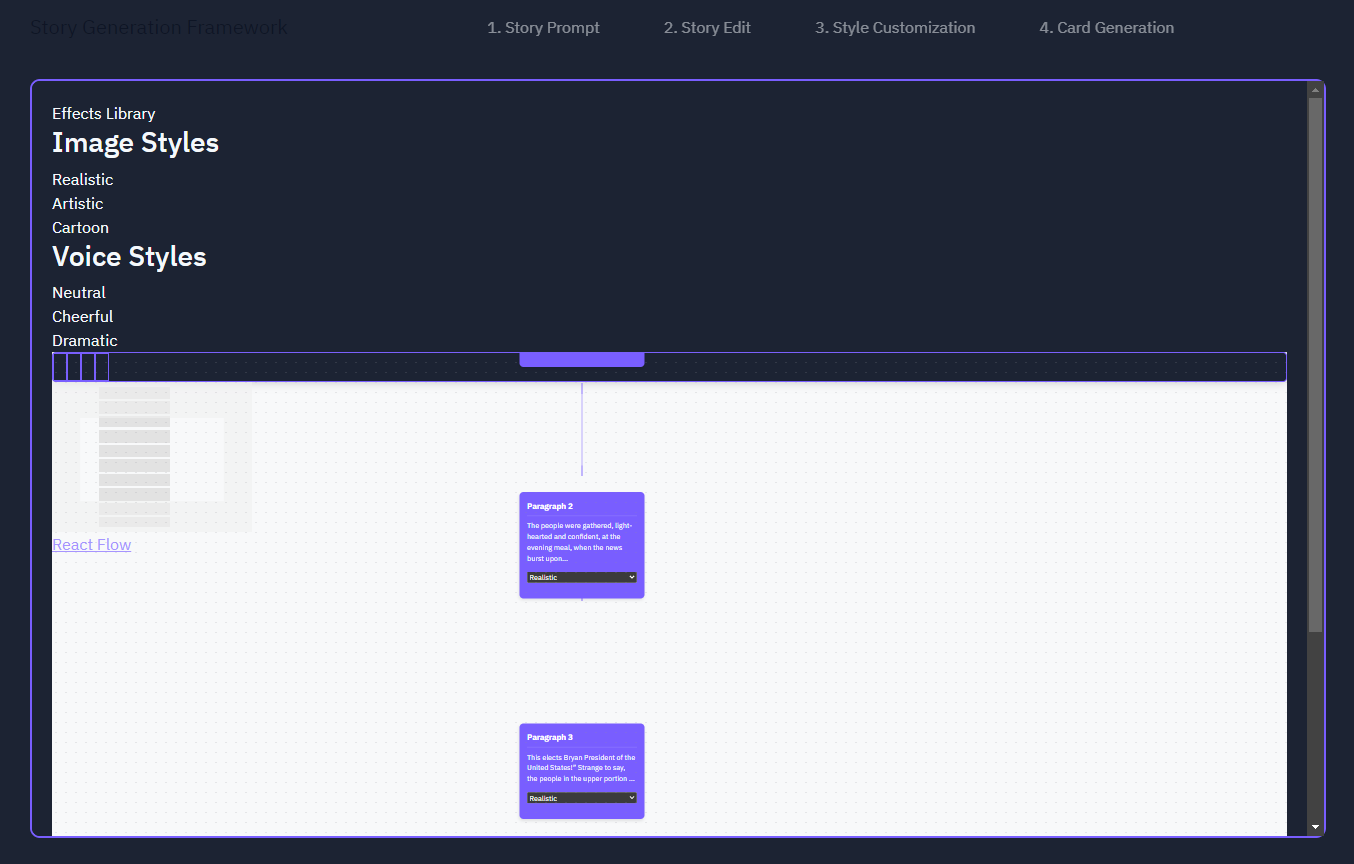 Story Generation Framework
1. Story Prompt
2. Story Edit
3. Style Customization
4. Card Generation
Effects Library
Image Styles
Realistic
Artistic
Cartoon
Voice Styles
Neutral
Cheerful
Dramatic
React Flow
Paragraph 2
The people were gathered, light-
hearted and confident, at the
evening meal, when the news
burst upon...
Realistic
Paragraph 3
This elects Bryan President of the
United States!" Strange to say,
the people in the upper portion ...
Realistic